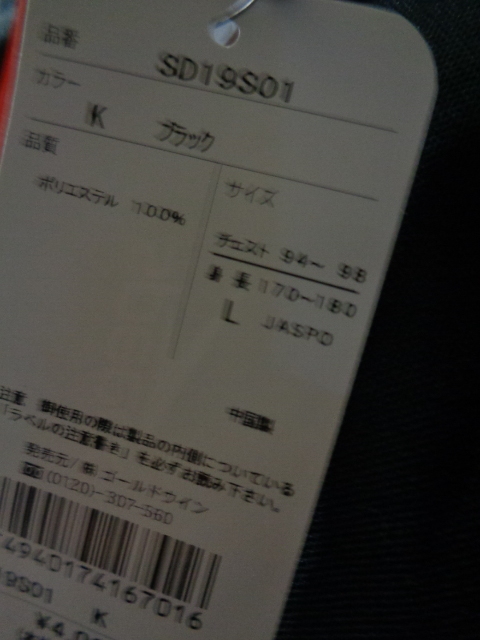 品番
SD19S01
カラー
K ブラック
品質
ポリエステル 100%
サイズ
チェスト 94~ 98
身 長 170~180
L JASPO
中国製
注意 御使用の際は製品の内側についている
「ラベルの注意書き」を必ずお読み下さい。
発売元/㈱ゴールドウイン
(0120)-307-560
4940174167016
19S01 K